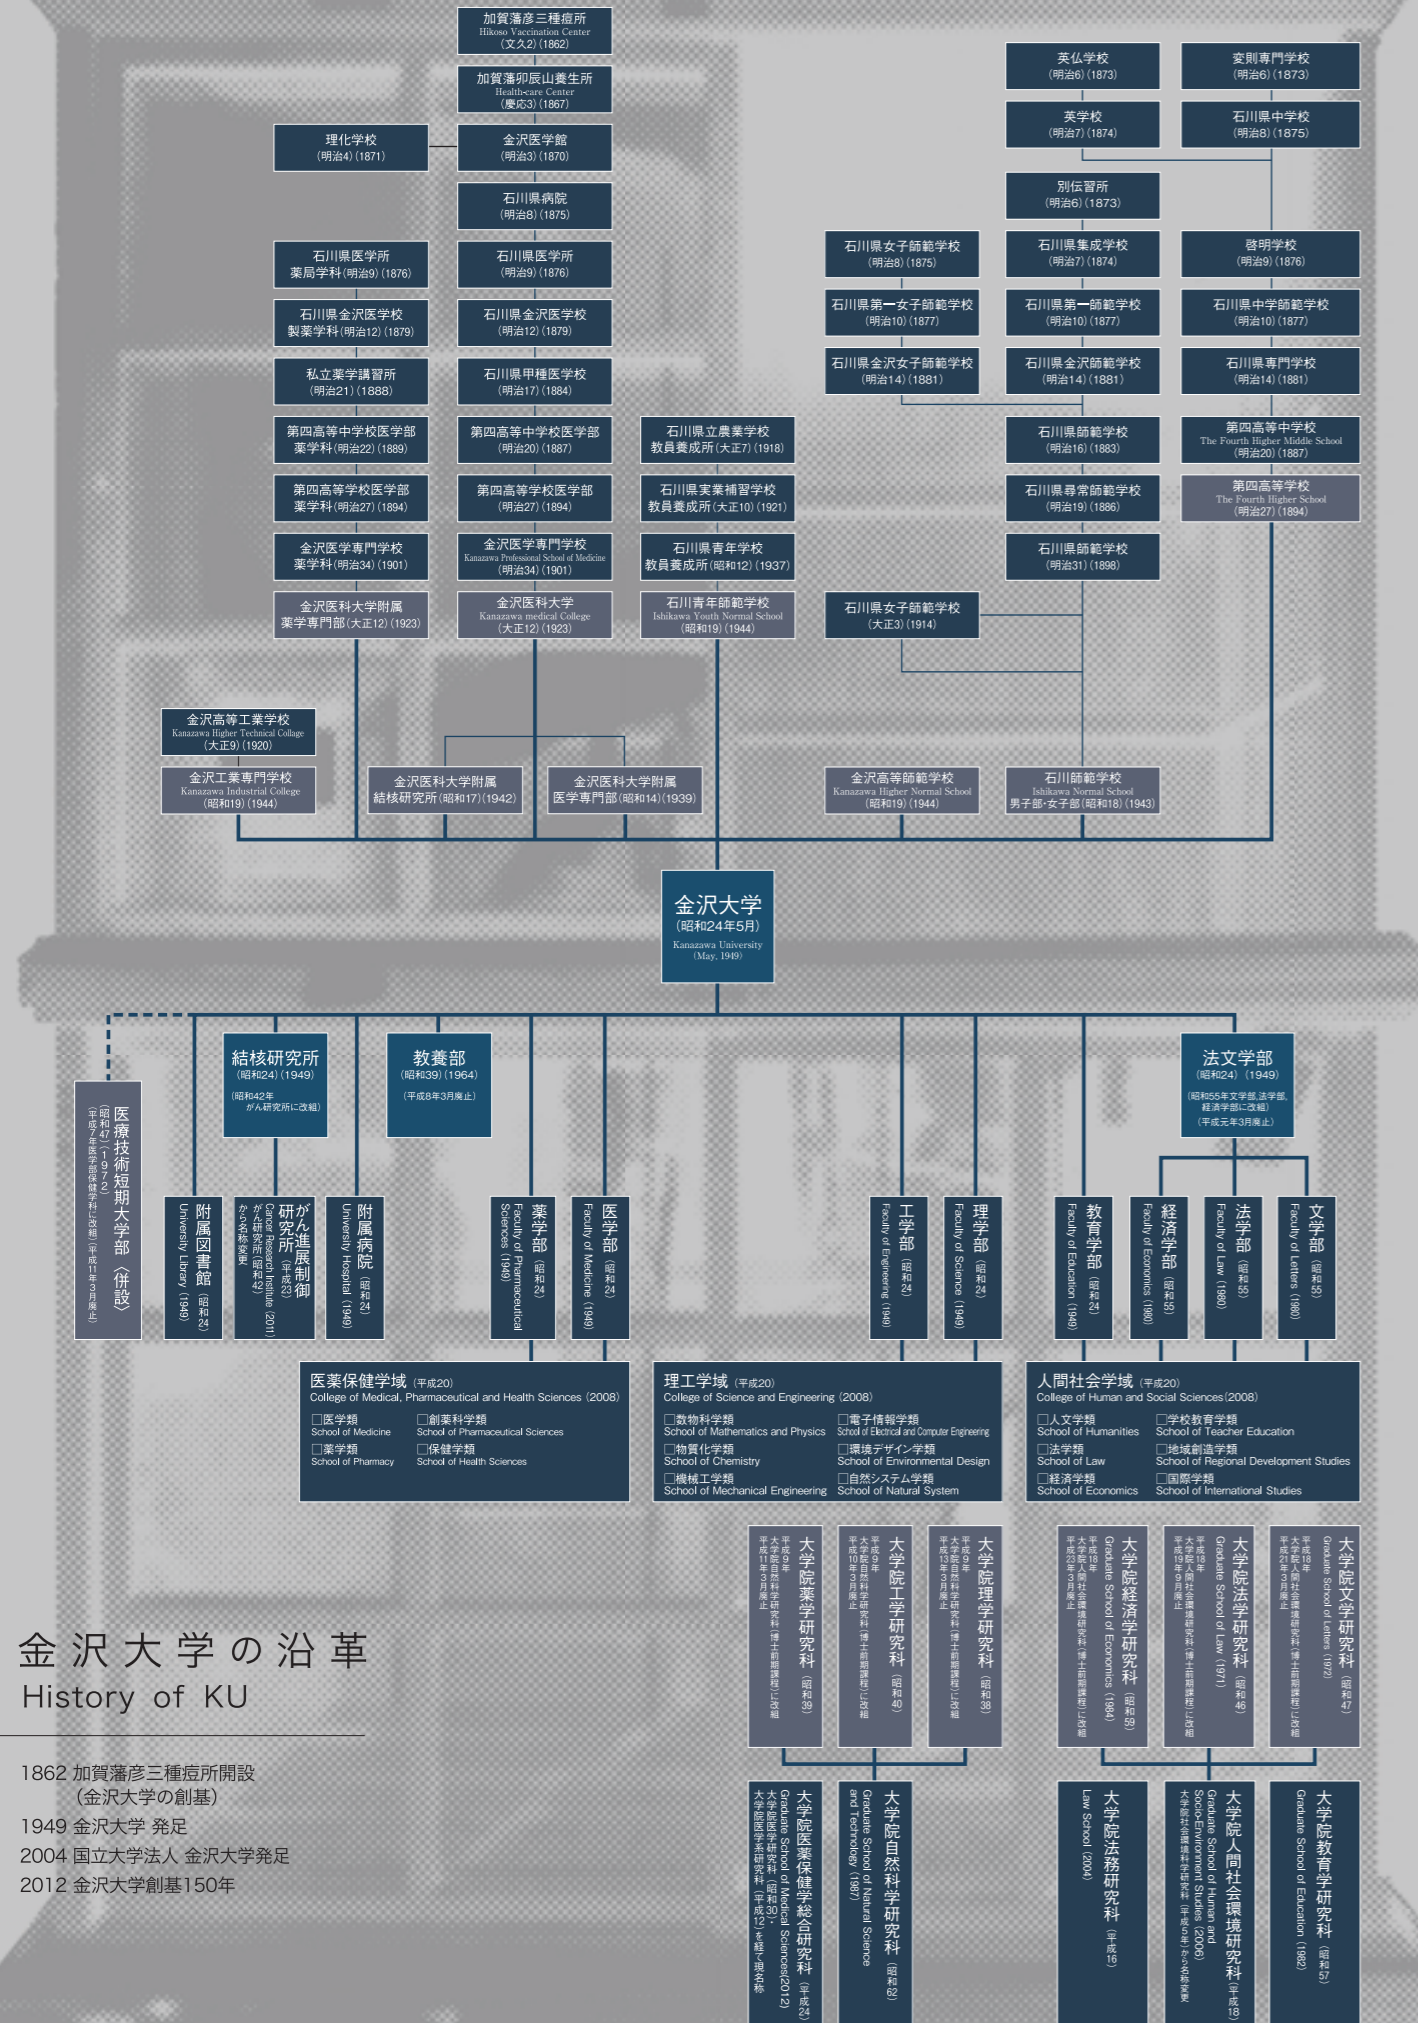 加賀藩彦三種痘所
Hikoso Vaccination Center
（文久2）（1862）
加賀藩卯辰山養生所
Health-care Center
（慶応3）（1867）
理化学校
（明治4）（1871）
金沢医学館
（明治3）（1870）
石川県病院
（明治8）（1875）
石川県医学所
薬局学科（明治9）（1876）
石川県医学所
（明治9）（1876）
石川県金沢医学校
製薬学科（明治12）（1879）
石川県金沢医学校
（明治12）（1879）
私立薬学講習所
（明治21）（1888）
石川県甲種医学校
（明治17）（1884）
第四高等中学校医学部
薬学科（明治22）（1889）
第四高等中学校医学部
（明治20）（1887）
第四高等学校医学部
薬学科（明治27）（1894）
第四高等学校医学部
（明治27）（1894）
金沢医学専門学校
薬学科（明治34）（1901）
金沢医学専門学校
Kanazawa Professional School of Medicine
（明治34）（1901）
金沢医科大学附属
薬学専門部（大正12）（1923）
金沢医科大学
Kanazawa medical College
（大正12）（1923）
石川県立農業学校
教員養成所（大正7）（1918）
石川県実業補習学校
教員養成所（大正10）（1921）
石川県青年学校
教員養成所（昭和12）（1937）
石川青年師範学校
Ishikawa Youth Normal School
（昭和19）（1944）
英仏学校
（明治6）（1873）
変則専門学校
（明治6）（1873）
英学校
（明治7）（1874）
石川県中学校
（明治8）（1875）
別伝習所
（明治6）（1873）
石川県女子師範学校
（明治8）（1875）
石川県集成学校
（明治7）（1874）
啓明学校
（明治9）（1876）
石川県第一女子師範学校
（明治10）（1877）
石川県第一師範学校
（明治10）（1877）
石川県中学師範学校
（明治10）（1877）
石川県金沢女子師範学校
（明治14）（1881）
石川県金沢師範学校
（明治14）（1881）
石川県専門学校
（明治14）（1881）
石川県師範学校
（明治16）（1883）
第四高等中学校
The Fourth Higher Middle School
（明治20）（1887）
石川県尋常師範学校
（明治19）（1886）
第四高等学校
The Fourth Higher School
（明治27）（1894）
石川県師範学校
（明治31）（1898）
石川県女子師範学校
（大正3）（1914）
金沢高等工業学校
Kanazawa Higher Technical Collage
（大正9）（1920）
金沢工業専門学校
Kanazawa Industrial College
（昭和19）（1944）
金沢医科大学附属
結核研究所（昭和17）（1942）
金沢医科大学附属
医学専門部（昭和14）（1939）
金沢高等師範学校
Kanazawa Higher Normal School
（昭和19）（1944）
石川師範学校
Ishikawa Normal School
男子部・女子部（昭和18）（1943）
金沢大学
（昭和24年5月）
Kanazawa University
（May, 1949）
結核研究所
（昭和24）（1949）
（昭和42年
がん研究所に改組）
教養部
（昭和39）（1964）
（平成8年3月廃止）
法文学部
（昭和24）（1949）
（昭和55年文学部,法学部,
経済学部に改組）
（平成元年3月廃止）
医療技術短期大学部〈併設〉
（昭和47）（1972）
（平成7年医学部保健学科に改組）（平成11年3月廃止）
附属図書館（昭和24）
University Library（1949）
がん進展制御
研究所（平成23）
Cancer Research Institute（2011）
がん研究所（昭和42）
から名称変更
附属病院（昭和24）
University Hospital（1949）
薬学部（昭和24）
Faculty of Pharmaceutical
Sciences（1949）
医学部（昭和24）
Faculty of Medicine（1949）
工学部（昭和24）
Faculty of Engineering（1949）
理学部（昭和24）
Faculty of Science（1949）
教育学部（昭和24）
Faculty of Education（1949）
経済学部（昭和55）
Faculty of Economics（1980）
法学部（昭和55）
Faculty of Law（1980）
文学部（昭和55）
Faculty of Letters（1980）
医薬保健学域（平成20）
College of Medical, Pharmaceutical and Health Sciences（2008）
□医学類 □創薬科学類
School of Medicine School of Pharmaceutical Sciences
□薬学類 □保健学類
School of Pharmacy School of Health Sciences
理工学域（平成20）
College of Science and Engineering（2008）
□数物科学類 □電子情報学類
School of Mathematics and Physics School of Electrical and Computer Engineering
□物質化学類 □環境デザイン学類
School of Chemistry School of Environmental Design
□機械工学類 □自然システム学類
School of Mechanical Engineering School of Natural System
人間社会学域（平成20）
College of Human and Social Sciences（2008）
□人文学類 □学校教育学類
School of Humanities School of Teacher Education
□法学類 □地域創造学類
School of Law School of Regional Development Studies
□経済学類 □国際学類
School of Economics School of International Studies
大学院薬学研究科（昭和39）
平成9年
大学院自然科学研究科（博士前期課程）に改組
平成11年3月廃止
大学院工学研究科（昭和40）
平成9年
大学院自然科学研究科（博士前期課程）に改組
平成10年3月廃止
大学院理学研究科（昭和38）
平成9年
大学院自然科学研究科（博士前期課程）に改組
平成13年3月廃止
大学院経済学研究科（昭和59）
Graduate School of Economics（1984）
平成18年
大学院人間社会環境研究科（博士前期課程）に改組
平成23年3月廃止
大学院法学研究科（昭和46）
Graduate School of Law（1971）
平成18年
大学院人間社会環境研究科（博士前期課程）に改組
平成19年9月廃止
大学院文学研究科（昭和47）
Graduate School of Letters（1972）
平成18年
大学院人間社会環境研究科（博士前期課程）に改組
平成21年3月廃止
大学院医薬保健学総合研究科（平成24）
Graduate School of Medical Sciences（2012）
大学院医学研究科（昭和30）・
大学院医学系研究科（平成12）を経て現名称
大学院自然科学研究科（昭和62）
Graduate School of Natural Science
and Technology（1987）
大学院法務研究科（平成16）
Law School（2004）
大学院人間社会環境研究科（平成18）
Graduate School of Human and
Socio-Environment Studies（2006）
大学院社会環境科学研究科（平成5年）から名称変更
大学院教育学研究科（昭和57）
Graduate School of Education（1982）
金沢大学の沿革
History of KU
1862 加賀藩彦三種痘所開設
（金沢大学の創基）
1949 金沢大学 発足
2004 国立大学法人 金沢大学発足
2012 金沢大学創基150年